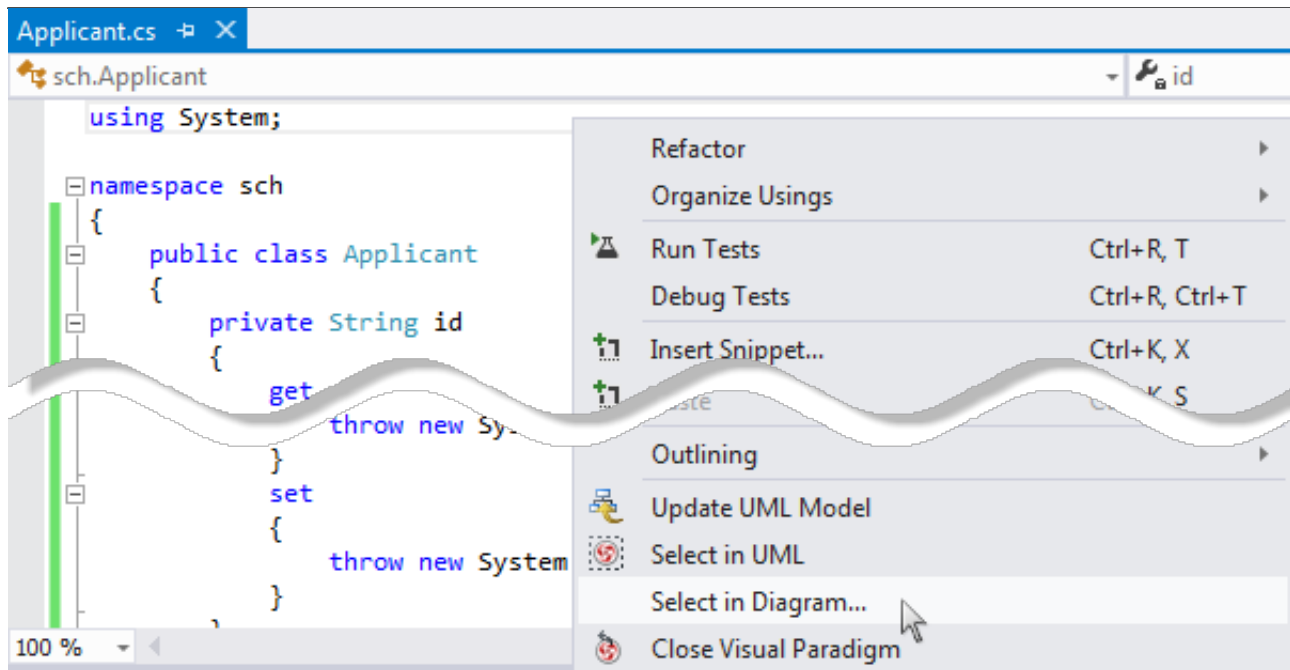 Applicant.cs
sch.Applicant
id
using System;
namespace sch
{
public class Applicant
{
private String id
{
get
throw new Sy
}
set
{
throw new System
}
100 %
Refactor
Organize Usings
Run Tests Ctrl+R, T
Debug Tests Ctrl+R, Ctrl+T
Insert Snippet... Ctrl+K, X
K, S
Outlining
Update UML Model
Select in UML
Select in Diagram...
Close Visual Paradigm